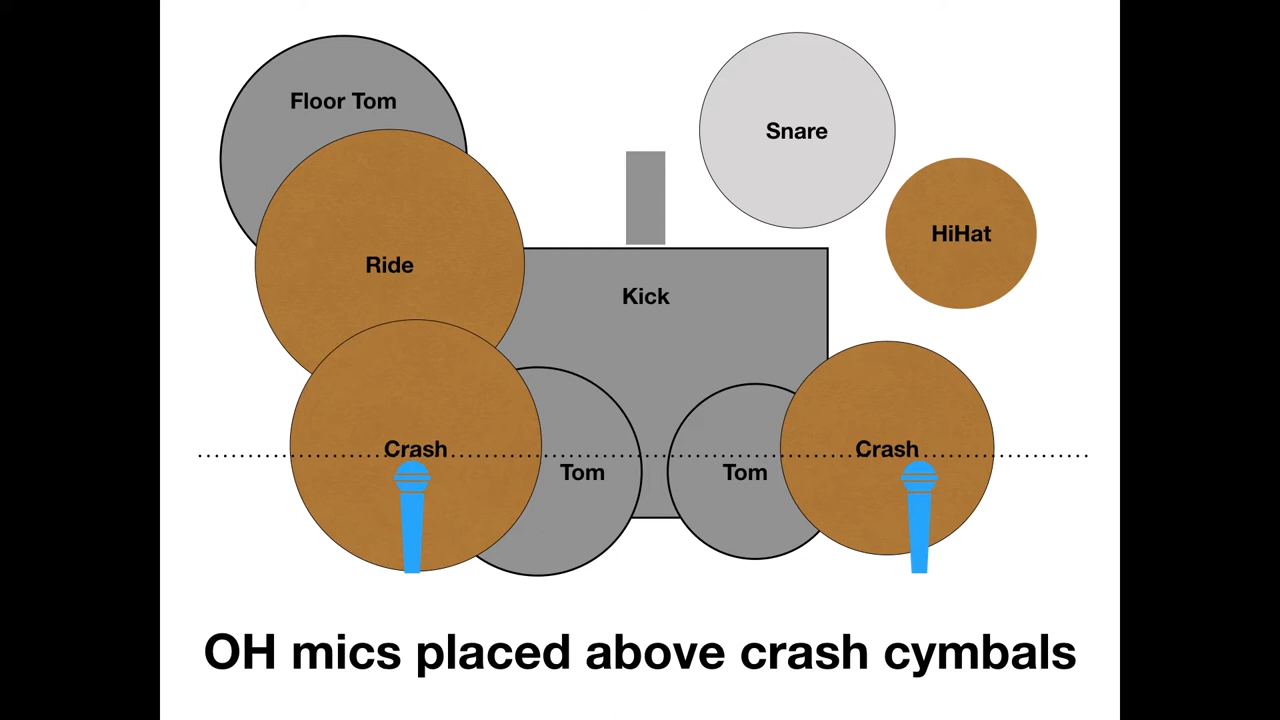 Floor Tom
Snare
HiHat
Ride
Kick
Crash
Crash
Tom
Tom
OH mics placed above crash cymbals